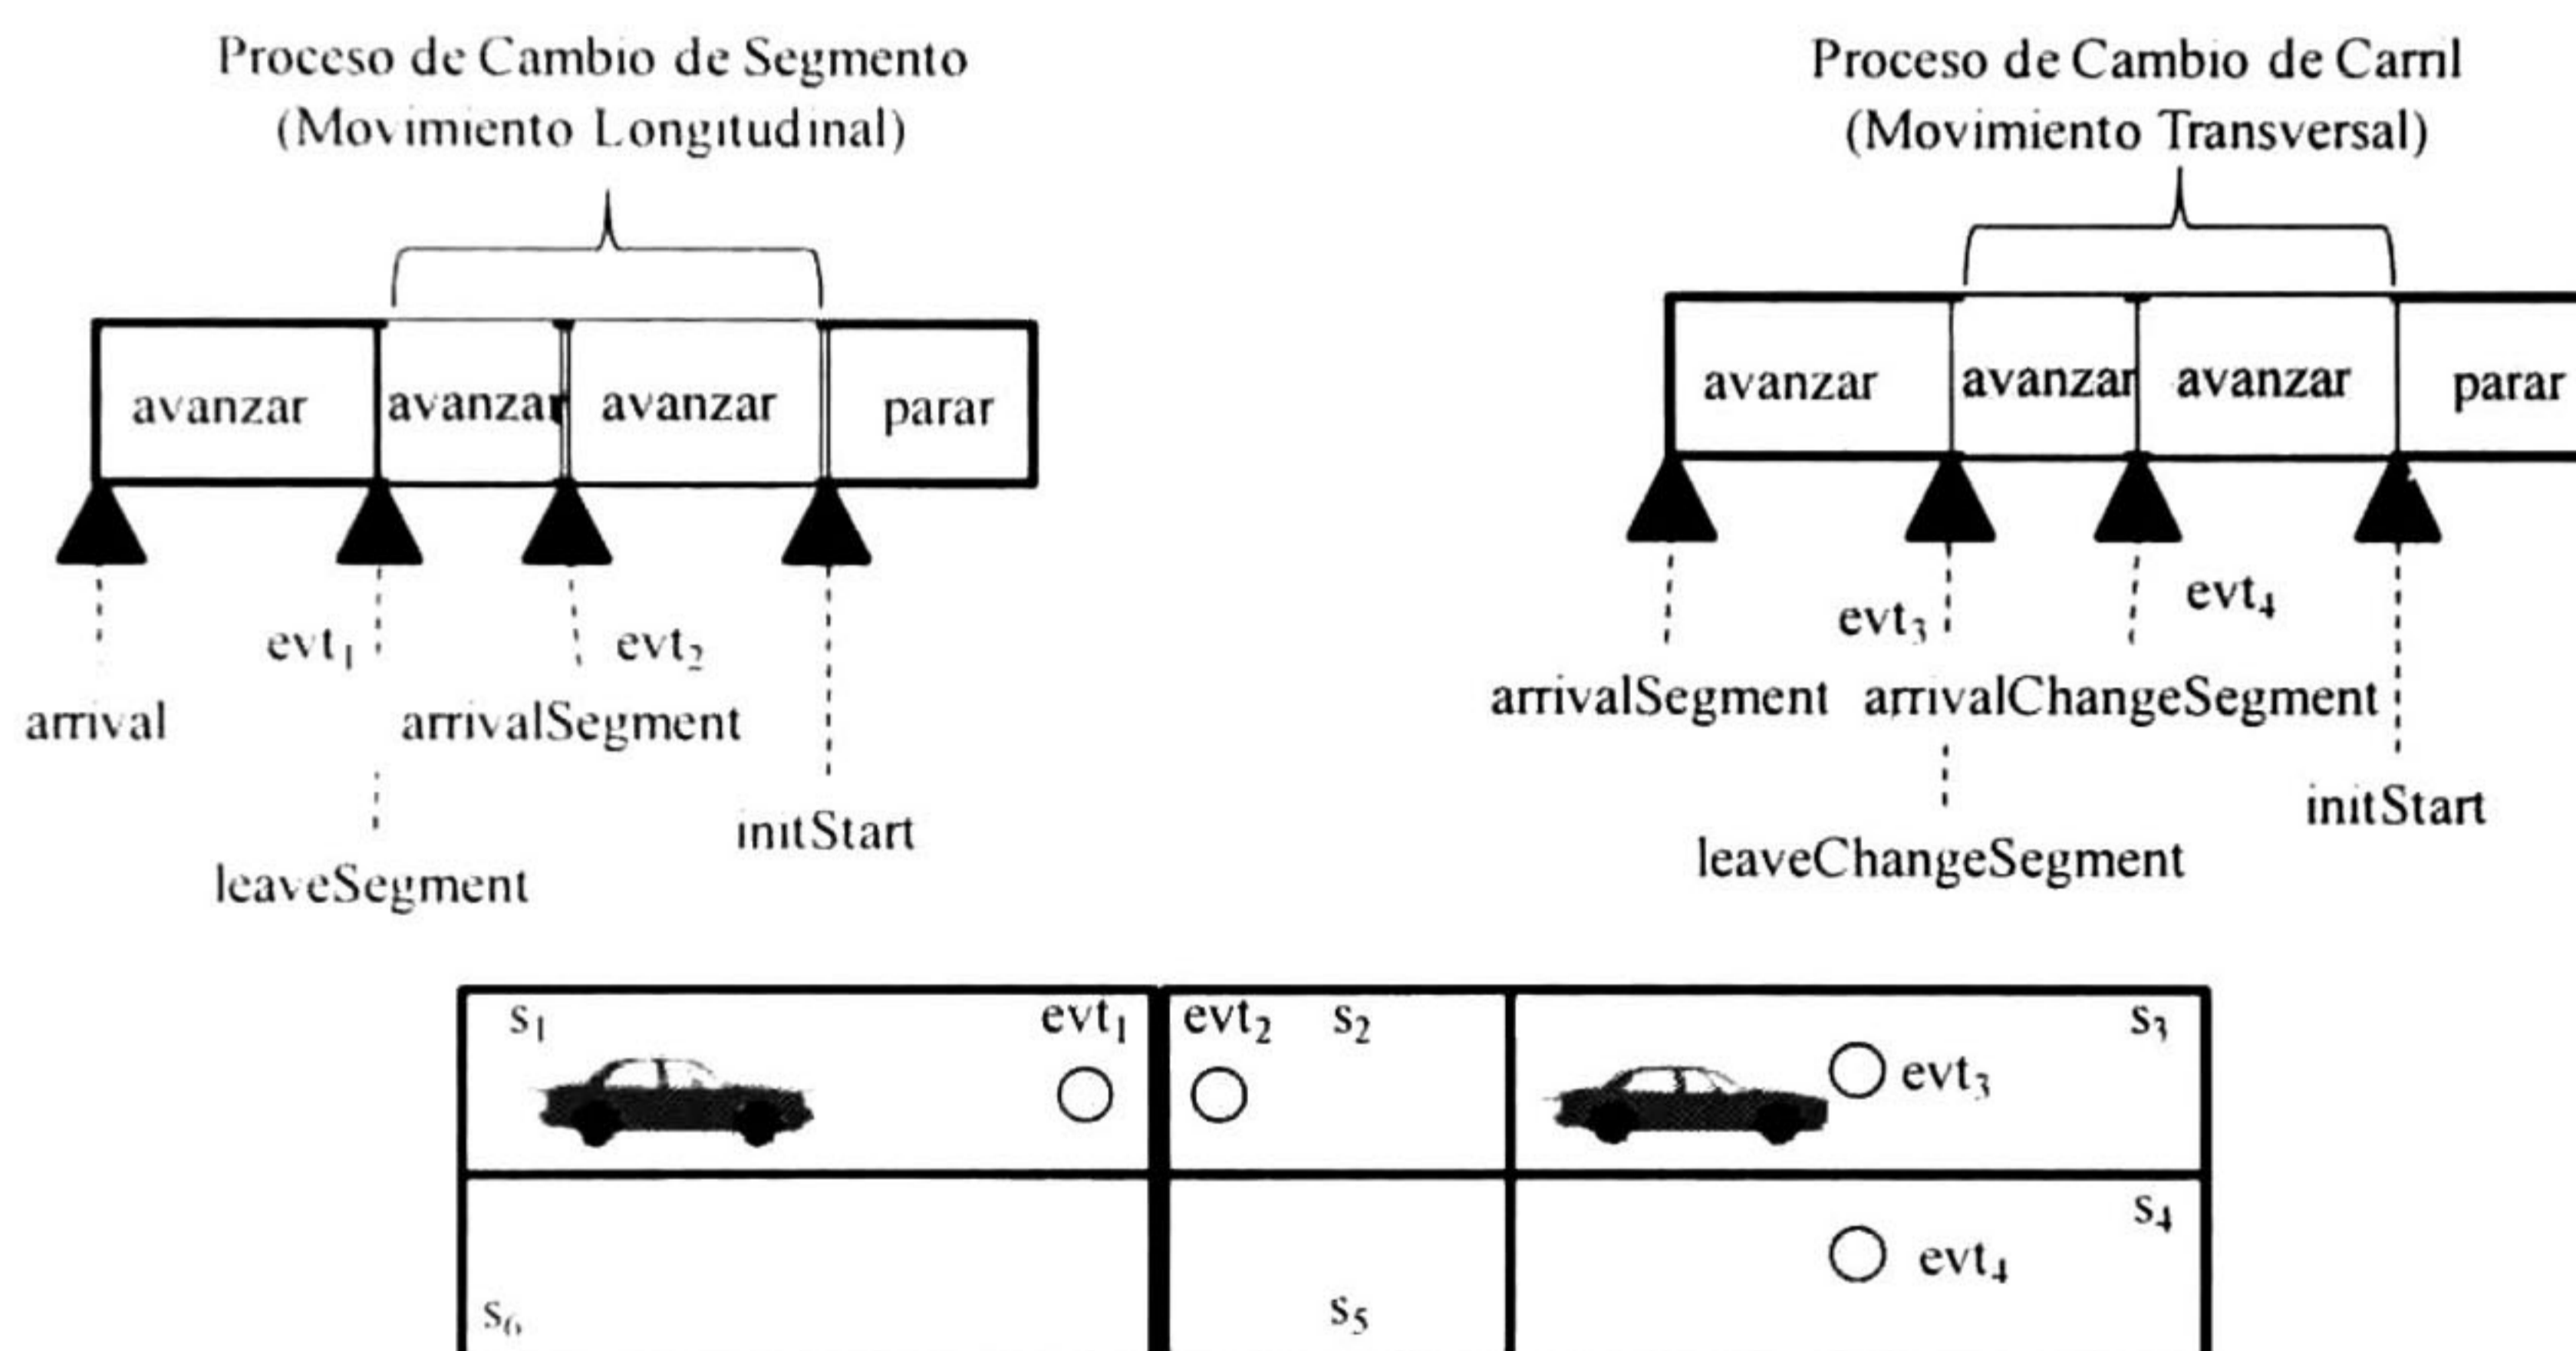 Proceso de Cambio de Segmento
(Movimiento Longitudinal)
avanzar avanzar avanzar parar
evt1 evt2
arrival arrivalSegment
initStart
leaveSegment
Proceso de Cambio de Carril
(Movimiento Transversal)
avanzar avanzar avanzar parar
evt3 evt4
arrivalSegment arrivalChangeSegment
initStart
leaveChangeSegment
s1 evt1 evt2 s2 s3
evt3
s4
evt4
s6 s5